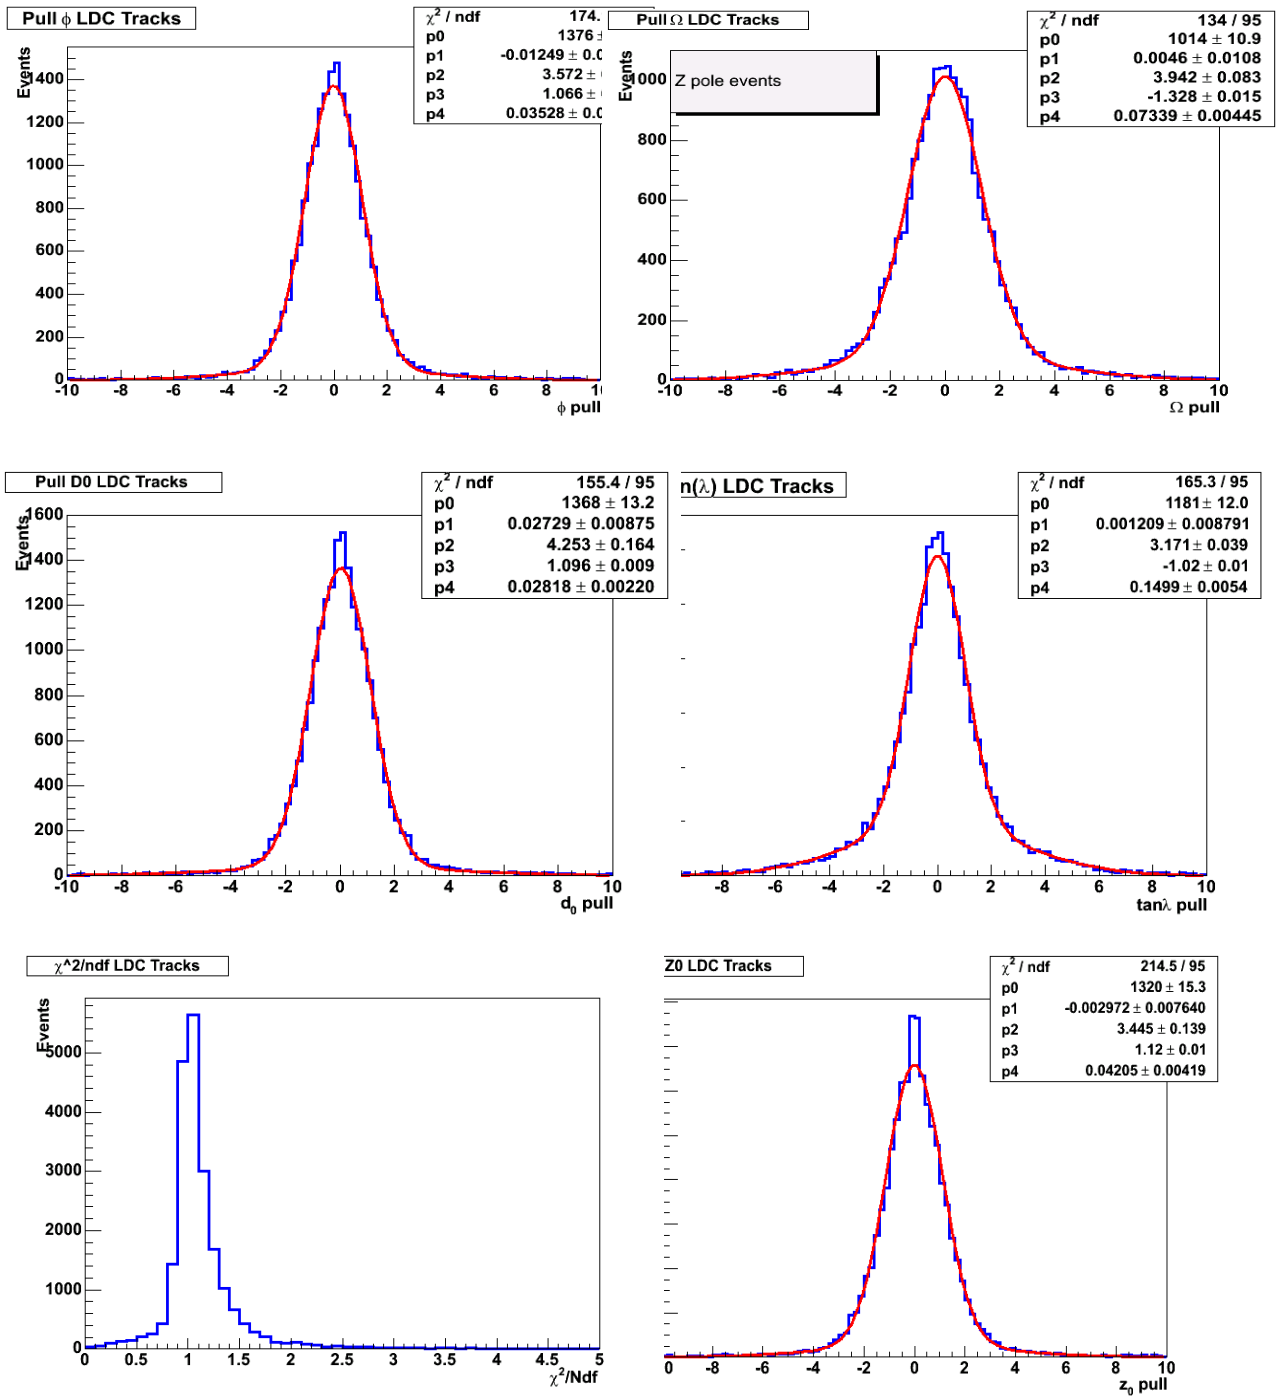 Pull ϕ LDC Tracks
χ² / ndf 174.
p0 1376 ±
p1 -0.01249 ± 0.0
p2 3.572 ±
p3 1.066 ±
p4 0.03528 ± 0.0
Events
1400
1200
1000
800
600
400
200
0
-10 -8 -6 -4 -2 0 2 4 6 8
ϕ pull
Pull Ω LDC Tracks
χ² / ndf 134 / 95
p0 1014 ± 10.9
p1 0.0046 ± 0.0108
p2 3.942 ± 0.083
p3 -1.328 ± 0.015
p4 0.07339 ± 0.00445
Z pole events
Events
1000
800
600
400
200
0
-10 -8 -6 -4 -2 0 2 4 6 8 10
Ω pull
Pull D0 LDC Tracks
χ² / ndf 155.4 / 95
p0 1368 ± 13.2
p1 0.02729 ± 0.00875
p2 4.253 ± 0.164
p3 1.096 ± 0.009
p4 0.02818 ± 0.00220
Events
1600
1400
1200
1000
800
600
400
200
0
-10 -8 -6 -4 -2 0 2 4 6 8 10
d₀ pull
n(λ) LDC Tracks
χ² / ndf 165.3 / 95
p0 1181 ± 12.0
p1 0.001209 ± 0.008791
p2 3.171 ± 0.039
p3 -1.02 ± 0.01
p4 0.1499 ± 0.0054
-8 -6 -4 -2 0 2 4 6 8 10
tanλ pull
χ^2/ndf LDC Tracks
Events
5000
4000
3000
2000
1000
0
0 0.5 1 1.5 2 2.5 3 3.5 4 4.5 5
χ²/Ndf
Z0 LDC Tracks
χ² / ndf 214.5 / 95
p0 1320 ± 15.3
p1 -0.002972 ± 0.007640
p2 3.445 ± 0.139
p3 1.12 ± 0.01
p4 0.04205 ± 0.00419
0 -8 -6 -4 -2 0 2 4 6 8 10
z₀ pull